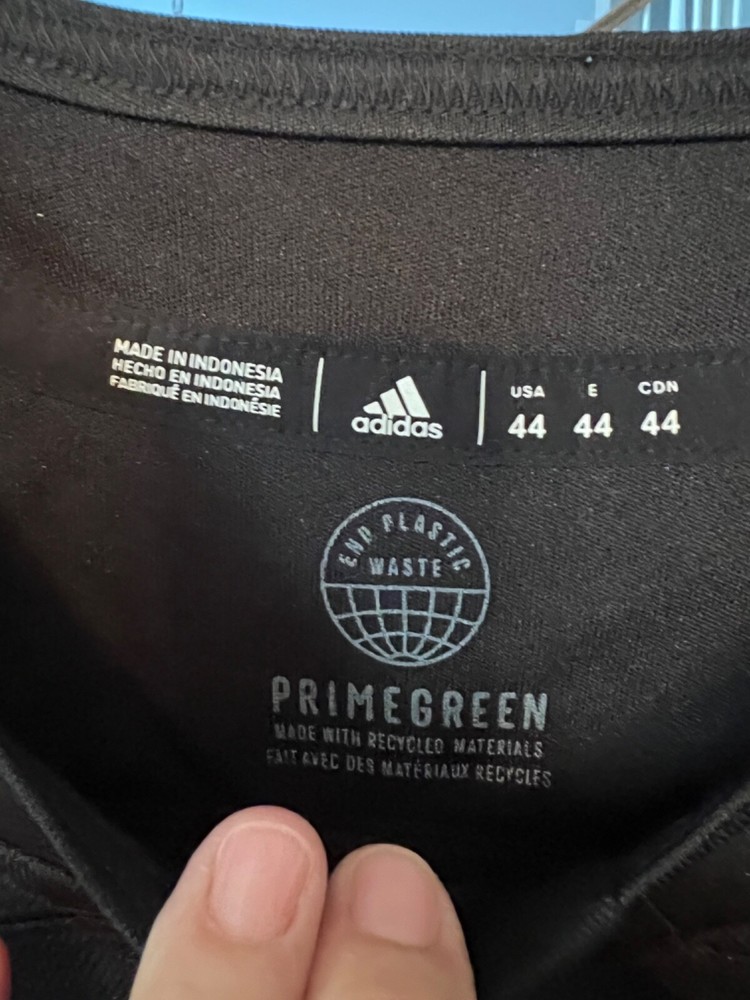 MADE IN INDONESIA
HECHO EN INDONESIA
FABRIQUÉ EN INDONÉSIE
adidas
USA E CDN
44 44 44
END PLASTIC
WASTE
PRIMEGREEN
MADE WITH RECYCLED MATERIALS
FAIT AVEC DES MATÉRIAUX RECYCLÉS